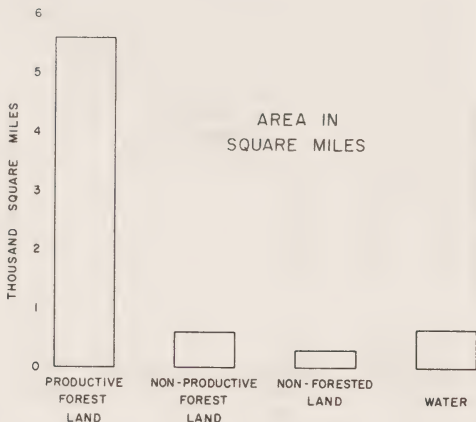 6
5
4
3
2
1
0
THOUSAND SQUARE MILES
AREA IN
SQUARE MILES
PRODUCTIVE
FOREST
LAND
NON-PRODUCTIVE
FOREST
LAND
NON-FORESTED
LAND
WATER